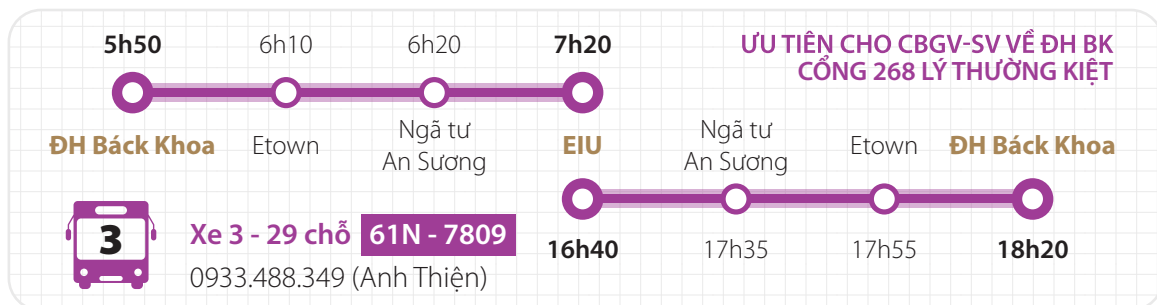 5h50 6h10 6h20 7h20
ƯU TIÊN CHO CBGV-SV VỀ ĐH BK
CỔNG 268 LÝ THƯỜNG KIỆT
ĐH Báck Khoa Etown Ngã tư
An Sương EIU
Ngã tư
An Sương Etown ĐH Báck Khoa
16h40 17h35 17h55 18h20
3
Xe 3 - 29 chỗ 61N - 7809
0933.488.349 (Anh Thiện)